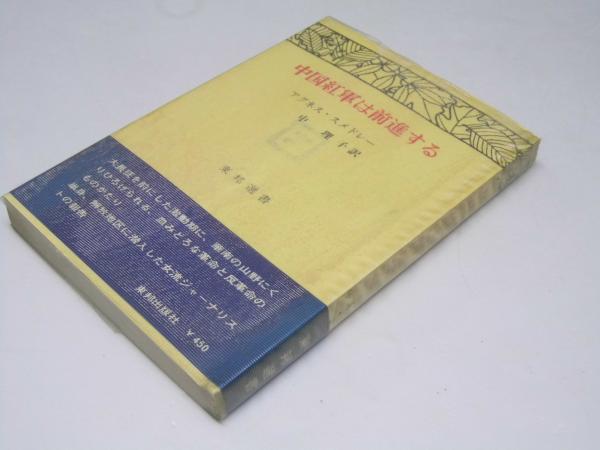 中国紅軍は前進する
アグネス・スメドレー
中 理子訳
東邦選書
大長征を前にした激動期に、華南の山野にく
りひろげられる、血みどろな革命と反革命の
ものがたり
単身、解放地区に潜入した女流ジャーナリス
トの報告
東邦出版社 ￥450